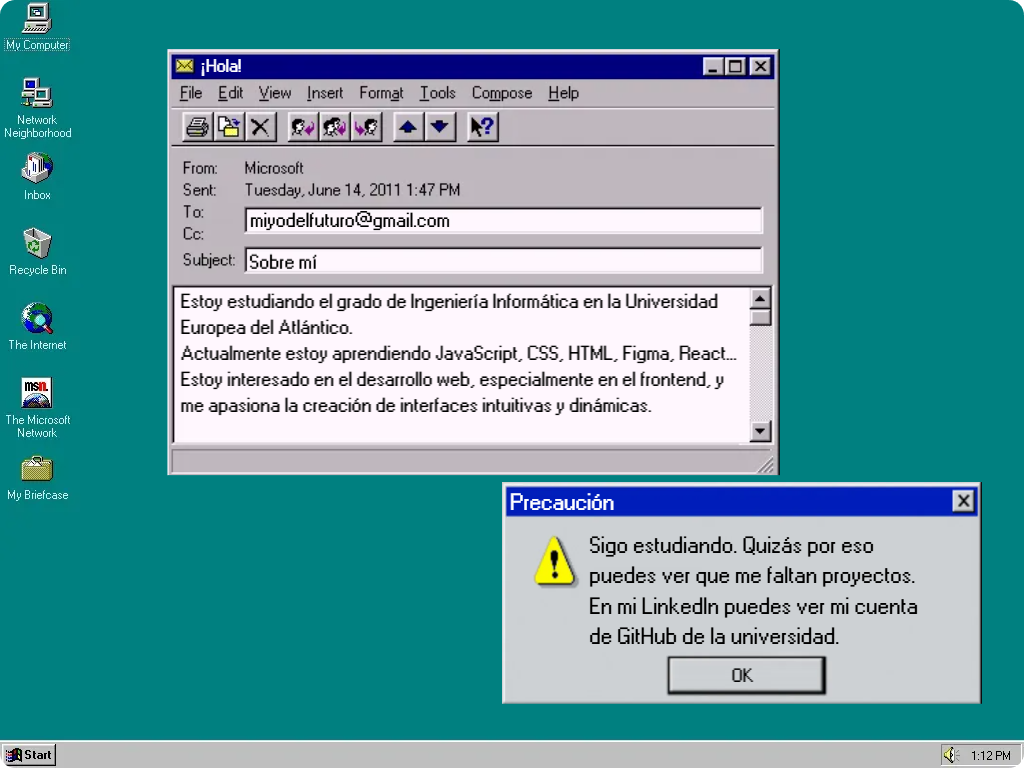 My Computer
Network
Neighborhood
Inbox
Recycle Bin
The Internet
msn.
The Microsoft
Network
My Briefcase
¡Hola!
File Edit View Insert Format Tools Compose Help
From: Microsoft
Sent: Tuesday, June 14, 2011 1:47 PM
To: miyodelfuturo@gmail.com
Cc:
Subject: Sobre mí
Estoy estudiando el grado de Ingeniería Informática en la Universidad
Europea del Atlántico.
Actualmente estoy aprendiendo JavaScript, CSS, HTML, Figma, React...
Estoy interesado en el desarrollo web, especialmente en el frontend, y
me apasiona la creación de interfaces intuitivas y dinámicas.
Precaución
Sigo estudiando. Quizás por eso
puedes ver que me faltan proyectos.
En mi LinkedIn puedes ver mi cuenta
de GitHub de la universidad.
OK
Start
1:12 PM